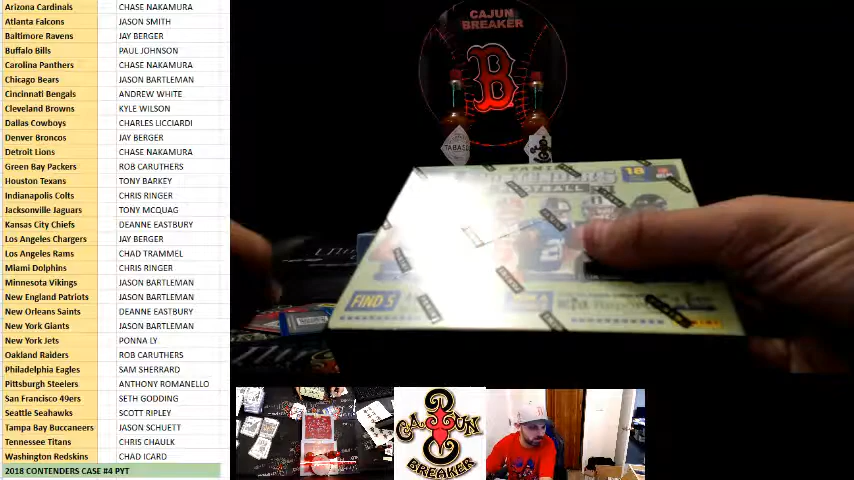 Arizona Cardinals CHASE NAKAMURA
Atlanta Falcons JASON SMITH
Baltimore Ravens JAY BERGER
Buffalo Bills PAUL JOHNSON
Carolina Panthers CHASE NAKAMURA
Chicago Bears JASON BARTLEMAN
Cincinnati Bengals ANDREW WHITE
Cleveland Browns KYLE WILSON
Dallas Cowboys CHARLES LICCIARDI
Denver Broncos JAY BERGER
Detroit Lions CHASE NAKAMURA
Green Bay Packers ROB CARUTHERS
Houston Texans TONY BARKEY
Indianapolis Colts CHRIS RINGER
Jacksonville Jaguars TONY MCQUAG
Kansas City Chiefs DEANNE EASTBURY
Los Angeles Chargers JAY BERGER
Los Angeles Rams CHAD TRAMMEL
Miami Dolphins CHRIS RINGER
Minnesota Vikings JASON BARTLEMAN
New England Patriots JASON BARTLEMAN
New Orleans Saints DEANNE EASTBURY
New York Giants JASON BARTLEMAN
New York Jets PONNA LY
Oakland Raiders ROB CARUTHERS
Philadelphia Eagles SAM SHERRARD
Pittsburgh Steelers ANTHONY ROMANELLO
San Francisco 49ers SETH GODDING
Seattle Seahawks SCOTT RIPLEY
Tampa Bay Buccaneers JASON SCHUETT
Tennessee Titans CHRIS CHAULK
Washington Redskins CHAD ICARD
2018 CONTENDERS CASE #4 PYT
CAJUN
BREAKER
B
18
FOOTBALL
FIND 5
CAJUN
BREAKER